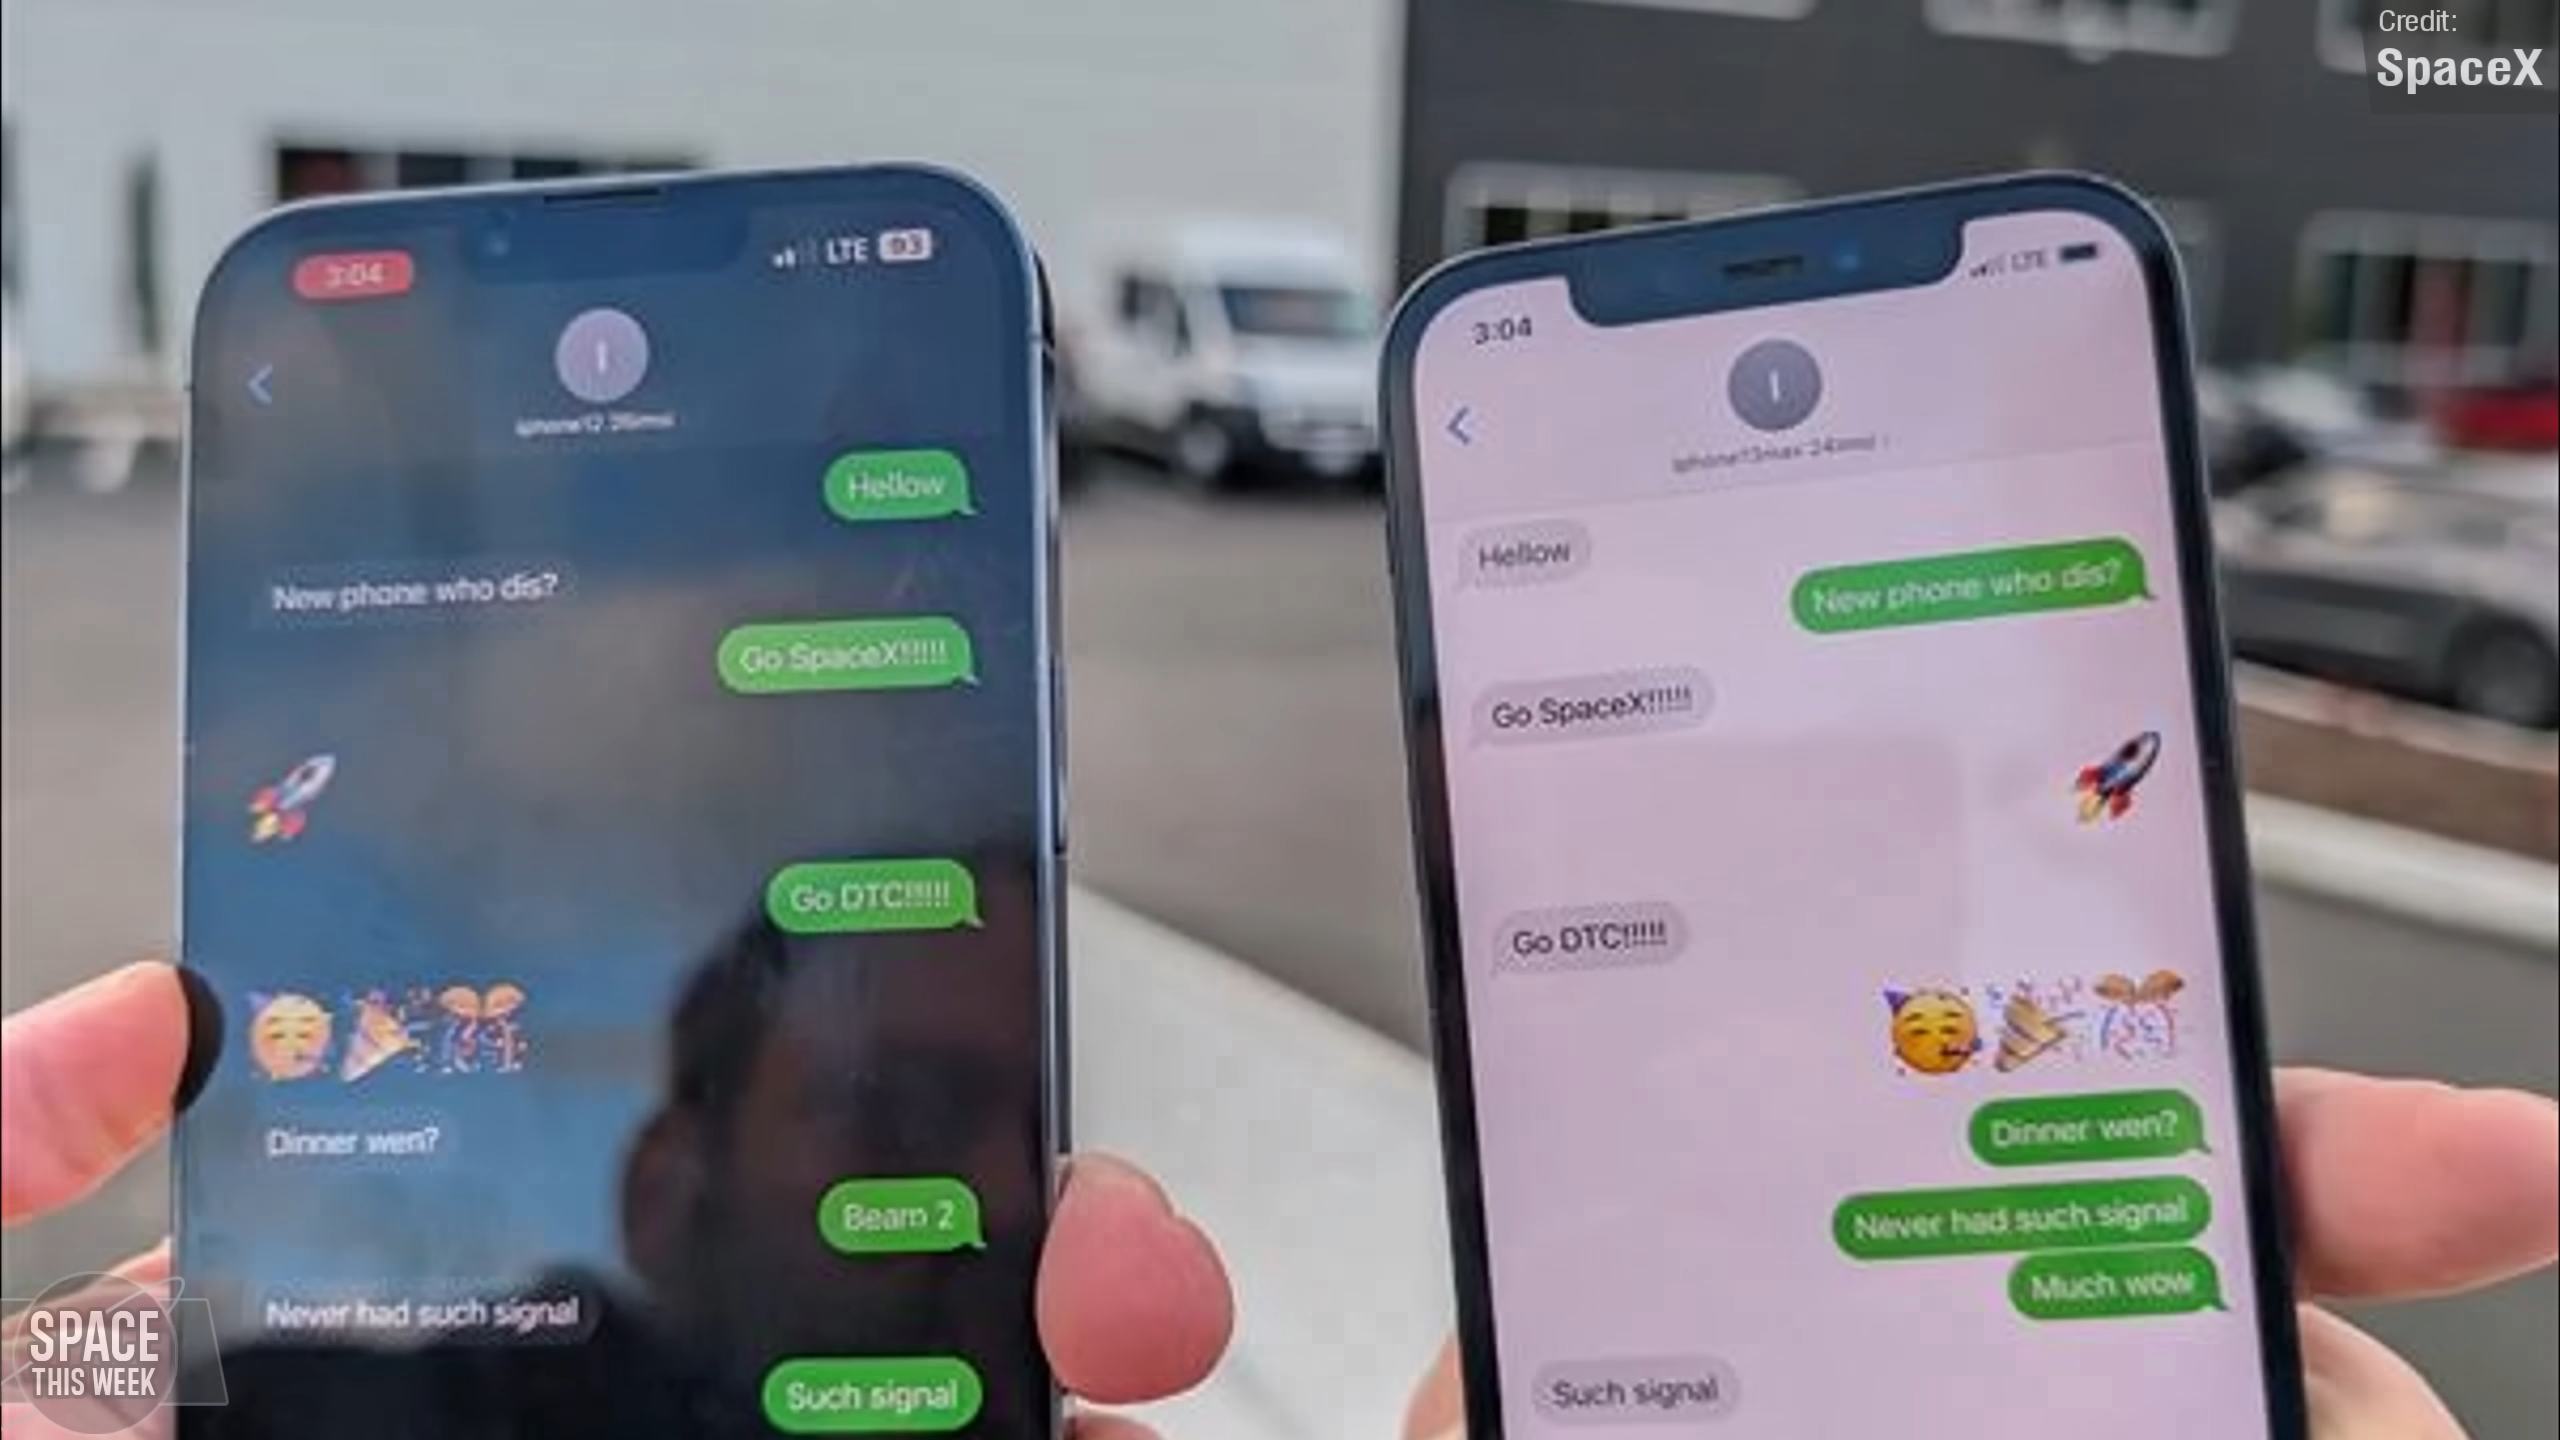 Credit:
SpaceX
3:04
LTE 93
I
Hellow
New phone who dis?
Go SpaceX!!!!!
🚀
Go DTC!!!!!
🥳🎉🎊
Dinner wen?
Beam 2
Never had such signal
Such signal
3:04
LTE
I
Hellow
New phone who dis?
Go SpaceX!!!!!
🚀
Go DTC!!!!!
🥳🎉🎊
Dinner wen?
Never had such signal
Much wow
Such signal
SPACE
THIS WEEK